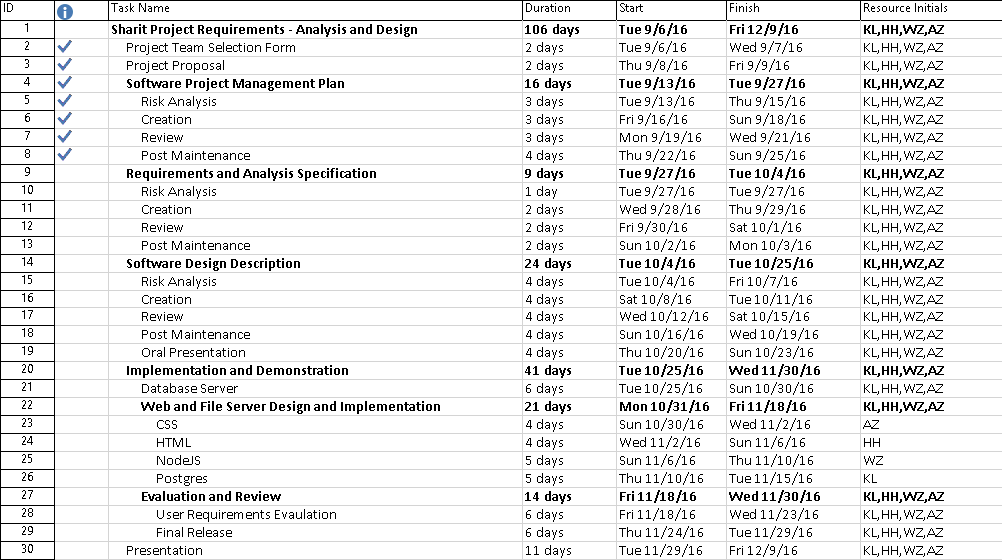 ID Task Name Duration Start Finish Resource Initials
1 Sharit Project Requirements - Analysis and Design 106 days Tue 9/6/16 Fri 12/9/16 KL,HH,WZ,AZ
2 Project Team Selection Form 2 days Tue 9/6/16 Wed 9/7/16 KL,HH,WZ,AZ
3 Project Proposal 2 days Thu 9/8/16 Fri 9/9/16 KL,HH,WZ,AZ
4 Software Project Management Plan 16 days Tue 9/13/16 Tue 9/27/16 KL,HH,WZ,AZ
5 Risk Analysis 3 days Tue 9/13/16 Thu 9/15/16 KL,HH,WZ,AZ
6 Creation 3 days Fri 9/16/16 Sun 9/18/16 KL,HH,WZ,AZ
7 Review 3 days Mon 9/19/16 Wed 9/21/16 KL,HH,WZ,AZ
8 Post Maintenance 4 days Thu 9/22/16 Sun 9/25/16 KL,HH,WZ,AZ
9 Requirements and Analysis Specification 9 days Tue 9/27/16 Tue 10/4/16 KL,HH,WZ,AZ
10 Risk Analysis 1 day Tue 9/27/16 Tue 9/27/16 KL,HH,WZ,AZ
11 Creation 2 days Wed 9/28/16 Thu 9/29/16 KL,HH,WZ,AZ
12 Review 2 days Fri 9/30/16 Sat 10/1/16 KL,HH,WZ,AZ
13 Post Maintenance 2 days Sun 10/2/16 Mon 10/3/16 KL,HH,WZ,AZ
14 Software Design Description 24 days Tue 10/4/16 Tue 10/25/16 KL,HH,WZ,AZ
15 Risk Analysis 4 days Tue 10/4/16 Fri 10/7/16 KL,HH,WZ,AZ
16 Creation 4 days Sat 10/8/16 Tue 10/11/16 KL,HH,WZ,AZ
17 Review 4 days Wed 10/12/16 Sat 10/15/16 KL,HH,WZ,AZ
18 Post Maintenance 4 days Sun 10/16/16 Wed 10/19/16 KL,HH,WZ,AZ
19 Oral Presentation 4 days Thu 10/20/16 Sun 10/23/16 KL,HH,WZ,AZ
20 Implementation and Demonstration 41 days Tue 10/25/16 Wed 11/30/16 KL,HH,WZ,AZ
21 Database Server 6 days Tue 10/25/16 Sun 10/30/16 KL,HH,WZ,AZ
22 Web and File Server Design and Implementation 21 days Mon 10/31/16 Fri 11/18/16 KL,HH,WZ,AZ
23 CSS 4 days Sun 10/30/16 Wed 11/2/16 AZ
24 HTML 4 days Wed 11/2/16 Sun 11/6/16 HH
25 NodeJS 5 days Sun 11/6/16 Thu 11/10/16 WZ
26 Postgres 5 days Thu 11/10/16 Tue 11/15/16 KL
27 Evaluation and Review 14 days Fri 11/18/16 Wed 11/30/16 KL,HH,WZ,AZ
28 User Requirements Evaulation 6 days Fri 11/18/16 Wed 11/23/16 KL,HH,WZ,AZ
29 Final Release 6 days Thu 11/24/16 Tue 11/29/16 KL,HH,WZ,AZ
30 Presentation 11 days Tue 11/29/16 Fri 12/9/16 KL,HH,WZ,AZ